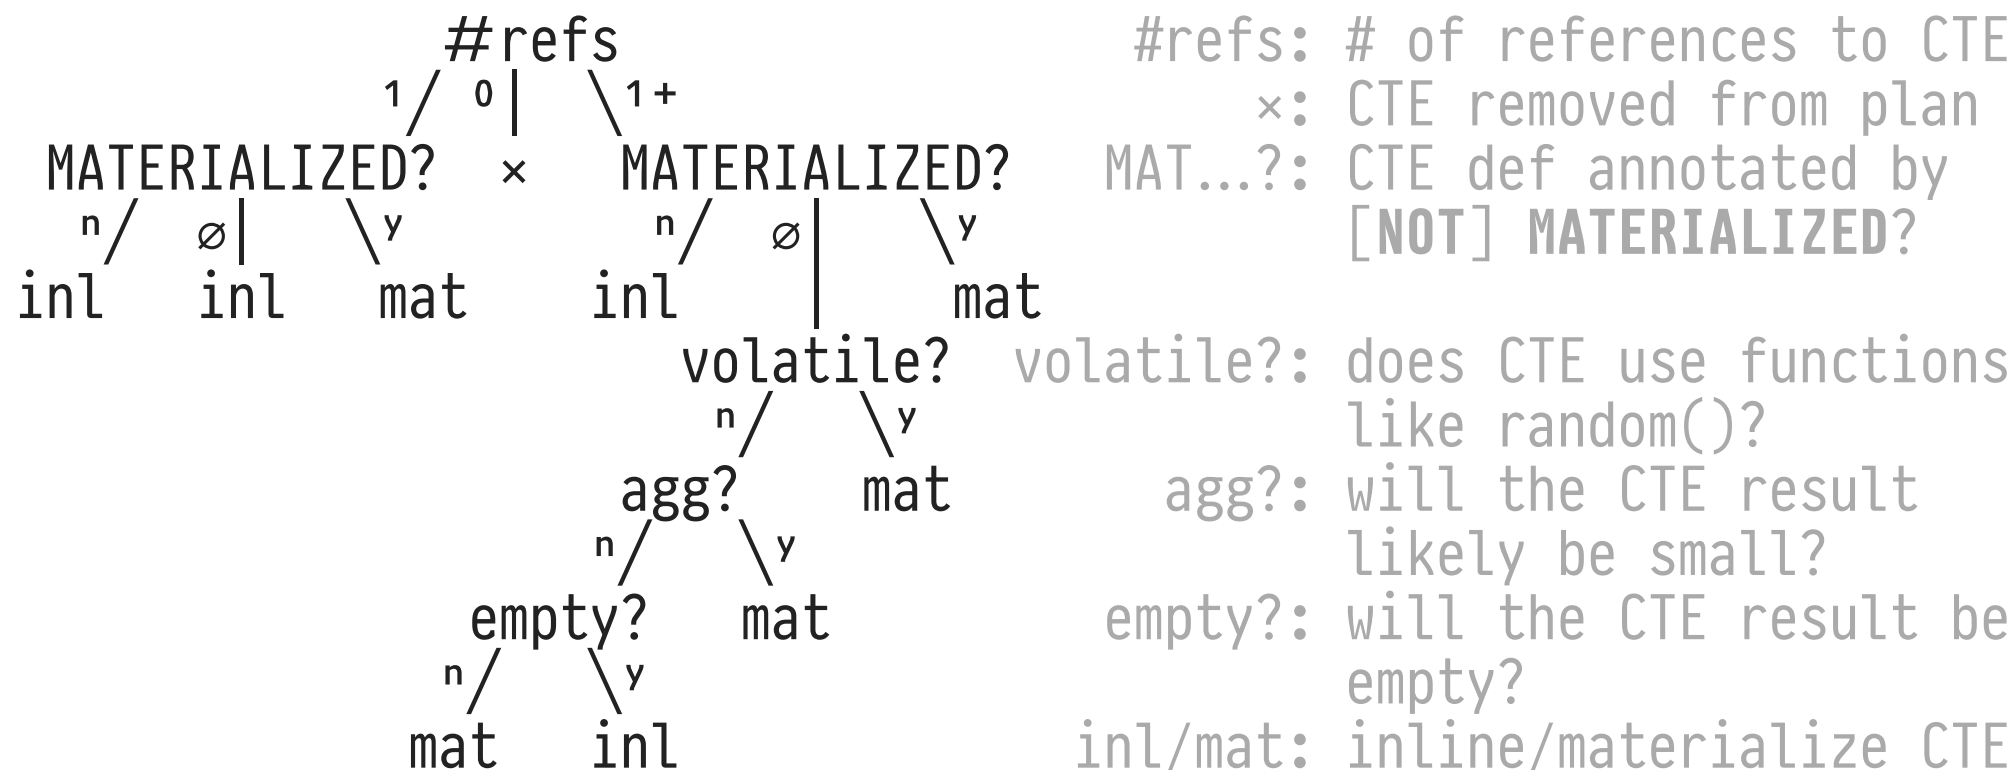 #refs #refs: # of references to CTE
1 0 1+
×: CTE removed from plan
MATERIALIZED? × MATERIALIZED? MAT...?: CTE def annotated by
n ∅ y n ∅ y [NOT] MATERIALIZED?
inl inl mat inl mat
volatile? volatile?: does CTE use functions
n y like random()?
agg? mat agg?: will the CTE result
n y likely be small?
empty? mat empty?: will the CTE result be
n y empty?
mat inl inl/mat: inline/materialize CTE